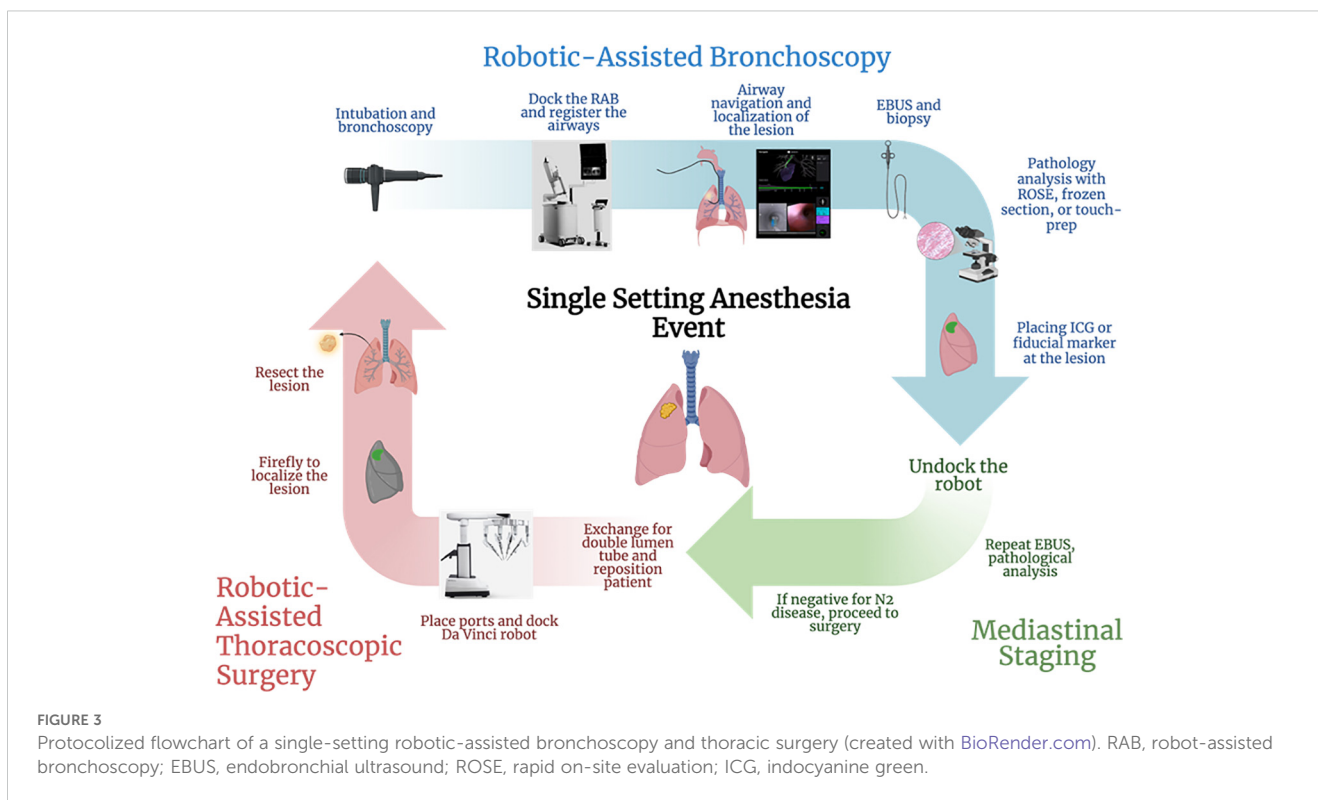 Robotic-Assisted Bronchoscopy
Intubation and
bronchoscopy
Dock the RAB
and register the
airways
Airway
navigation and
localization of
the lesion
EBUS and
biopsy
Pathology
analysis with
ROSE, frozen
section, or touch-
prep
Placing ICG or
fiducial marker
at the lesion
Single Setting Anesthesia
Event
Undock the
robot
Repeat EBUS,
pathological
analysis
Mediastinal
Staging
If negative for N2
disease, proceed to
surgery
Exchange for
double lumen
tube and
reposition
patient
Place ports and dock
Da Vinci robot
Robotic-
Assisted
Thoracoscopic
Surgery
Firefly to
localize the
lesion
Resect the
lesion
FIGURE 3
Protocolized flowchart of a single-setting robotic-assisted bronchoscopy and thoracic surgery (created with BioRender.com). RAB, robot-assisted
bronchoscopy; EBUS, endobronchial ultrasound; ROSE, rapid on-site evaluation; ICG, indocyanine green.